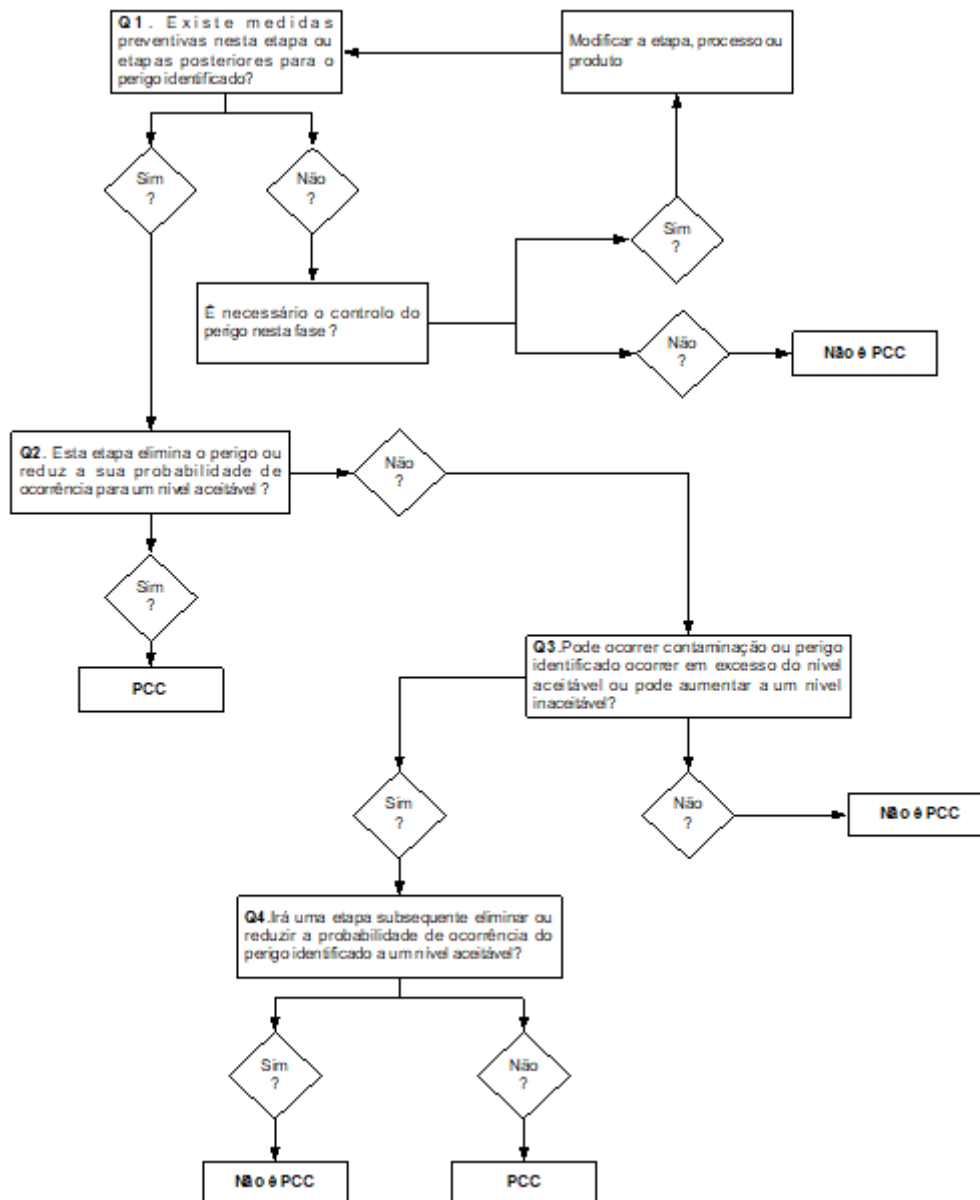 Q1. Existe medidas
preventivas nesta etapa ou
etapas posteriores para o
perigo identificado?
Modificar a etapa, processo ou
produto
Sim
?
Não
?
Sim
?
É necessário o controlo do
perigo nesta fase ?
Não
?
Não é PCC
Q2. Esta etapa elimina o perigo ou
reduz a sua probabilidade de
ocorrência para um nível aceitável ?
Não
?
Sim
?
PCC
Q3.Pode ocorrer contaminação ou perigo
identificado ocorrer em excesso do nível
aceitável ou pode aumentar a um nível
inaceitável?
Sim
?
Não
?
Não é PCC
Q4.Irá uma etapa subsequente eliminar ou
reduzir a probabilidade de ocorrência do
perigo identificado a um nível aceitável?
Sim
?
Não
?
Não é PCC
PCC